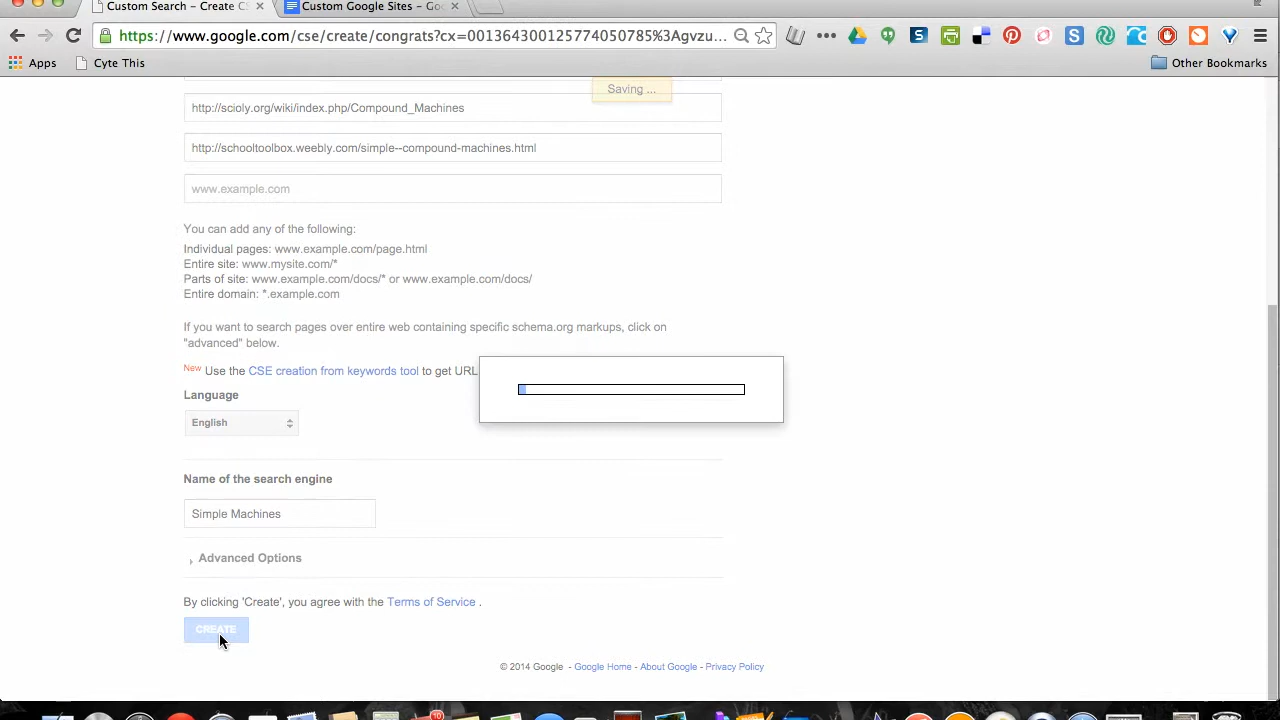 Custom Search – Create C
Custom Google Sites – Goo
https://www.google.com/cse/create/congrats?cx=001364300125774050785%3Agvzu...
Apps
Cyte This
Other Bookmarks
Saving ...
http://scioly.org/wiki/index.php/Compound_Machines
http://schooltoolbox.weebly.com/simple--compound-machines.html
www.example.com
You can add any of the following:
Individual pages: www.example.com/page.html
Entire site: www.mysite.com/*
Parts of site: www.example.com/docs/* or www.example.com/docs/
Entire domain: *.example.com
If you want to search pages over entire web containing specific schema.org markups, click on
"advanced" below.
New Use the CSE creation from keywords tool to get URL
Language
English
Name of the search engine
Simple Machines
Advanced Options
By clicking 'Create', you agree with the Terms of Service .
CREATE
© 2014 Google - Google Home - About Google - Privacy Policy
10